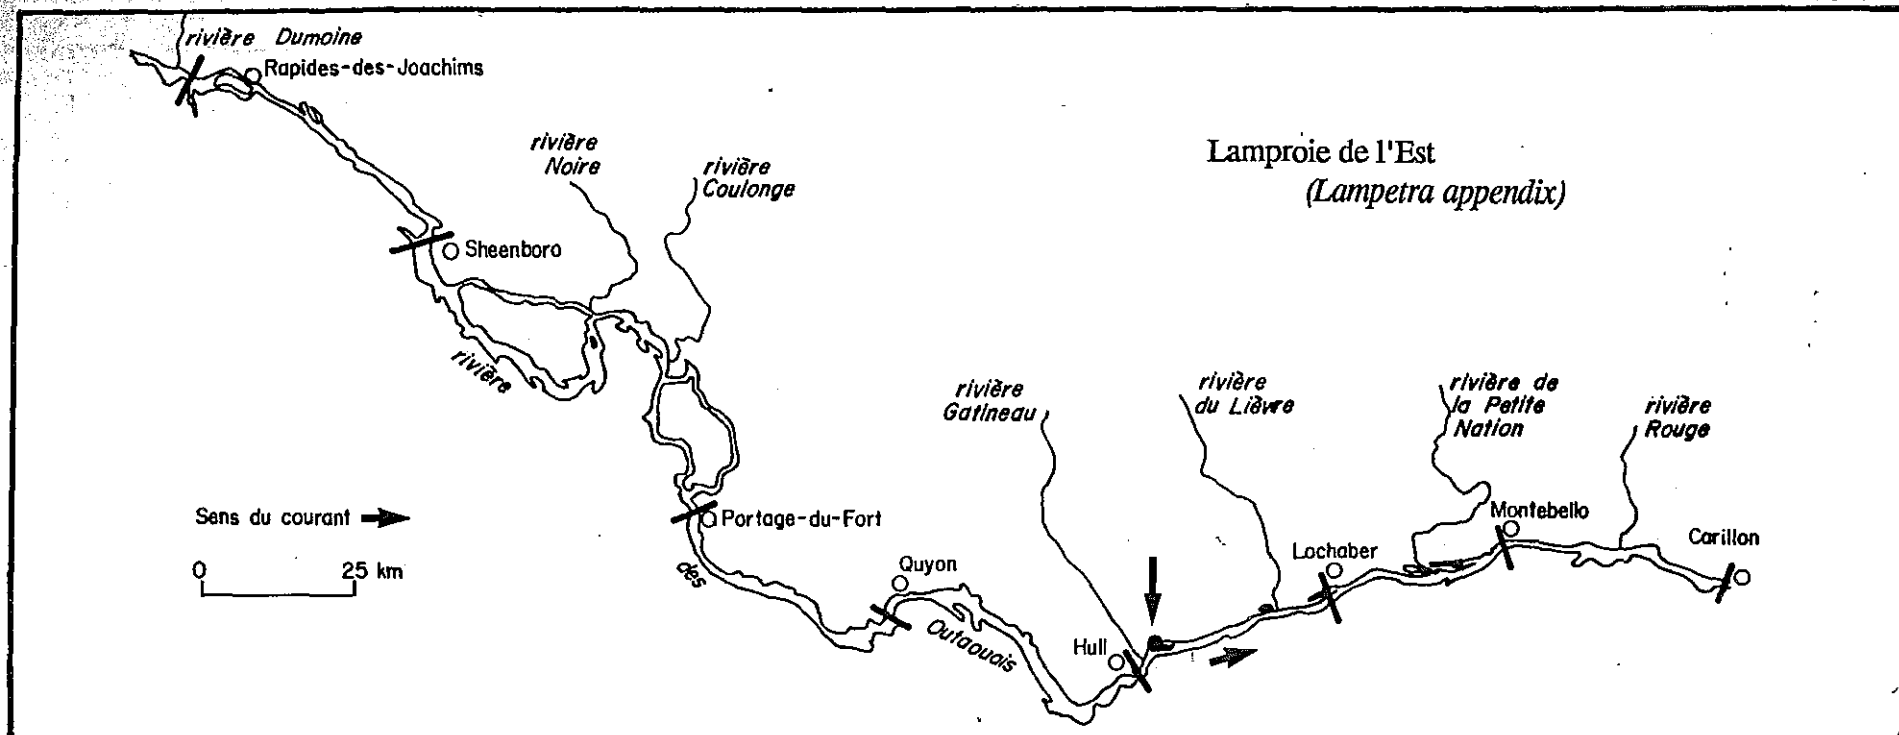 rivière Dumoine
Rapides-des-Joachims
rivière
Noire
rivière
Coulonge
Lamproie de l'Est
(Lampetra appendix)
Sheenboro
rivière
rivière
Gatineau
rivière
du Lièvre
rivière de
la Petite
Nation
rivière
Rouge
Sens du courant
Portage-du-Fort
Montebello
Carillon
0 25 km
des
Quyon
Lochaber
Outaouais
Hull